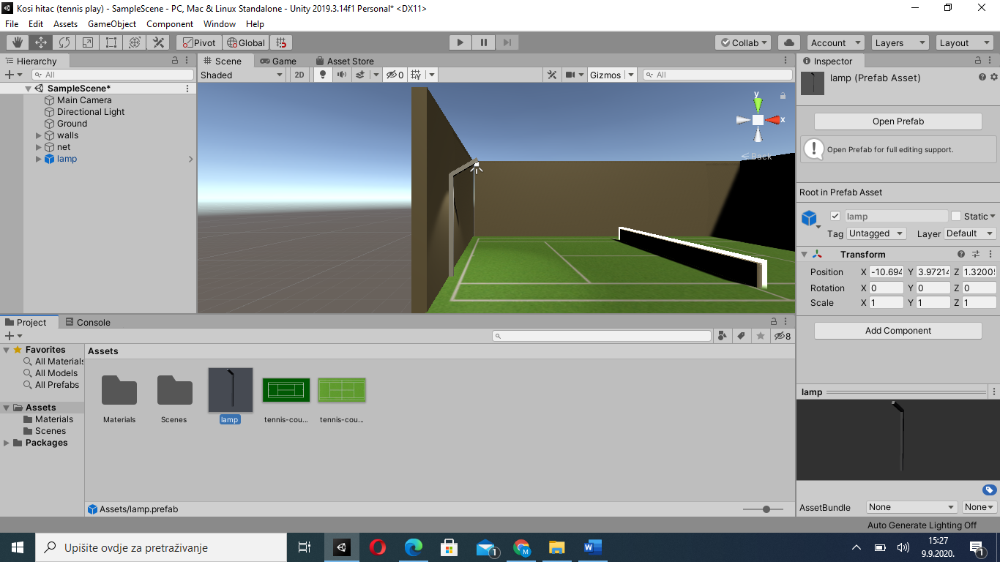 Kosi hitac (tennis play) - SampleScene - PC, Mac & Linux Standalone - Unity 2019.3.14f1 Personal* <DX11>
File Edit Assets GameObject Component Window Help
Pivot Global Collab Account Layers Layout
Hierarchy
All
SampleScene*
Main Camera
Directional Light
Ground
walls
net
lamp
Scene Game Asset Store
Shaded 2D 0 Gizmos All
y
x
Back
Inspector
lamp (Prefab Asset)
Open Prefab
Open Prefab for full editing support.
Root in Prefab Asset
lamp Static
Tag Untagged Layer Default
Transform
Position X -10.694 Y 3.97214 Z 1.3200
Rotation X 0 Y 0 Z 0
Scale X 1 Y 1 Z 1
Add Component
Project Console
8
Favorites
All Materials
All Models
All Prefabs
Assets
Materials
Scenes
Packages
Assets
Materials Scenes lamp tennis-cou... tennis-cou...
Assets/lamp.prefab
lamp
AssetBundle None None
Auto Generate Lighting Off
Upišite ovdje za pretraživanje
1
M
W
15:27
9.9.2020.
1